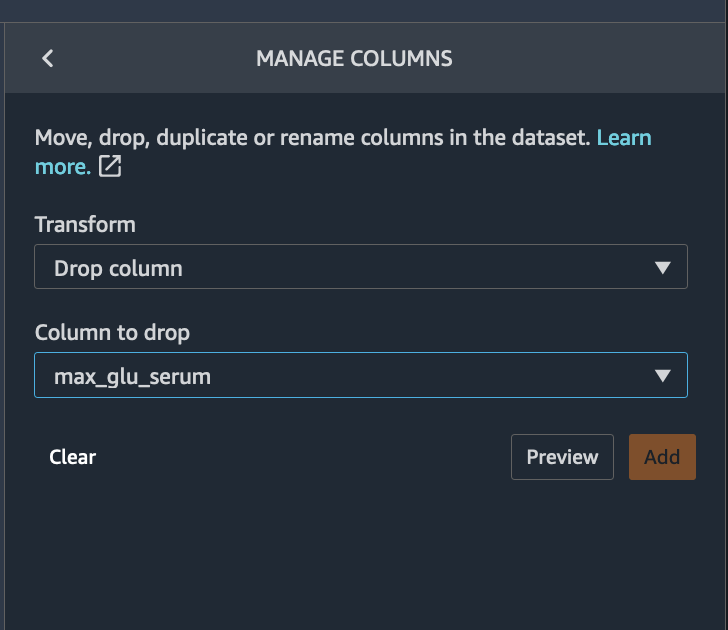 MANAGE COLUMNS
Move, drop, duplicate or rename columns in the dataset. Learn
more.
Transform
Drop column
Column to drop
max_glu_serum
Clear
Preview
Add